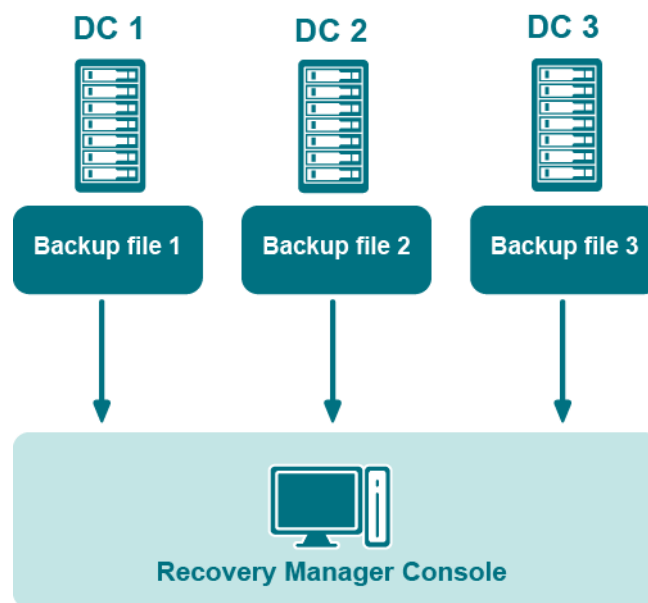 DC 1 DC 2 DC 3
Backup file 1 Backup file 2 Backup file 3
Recovery Manager Console